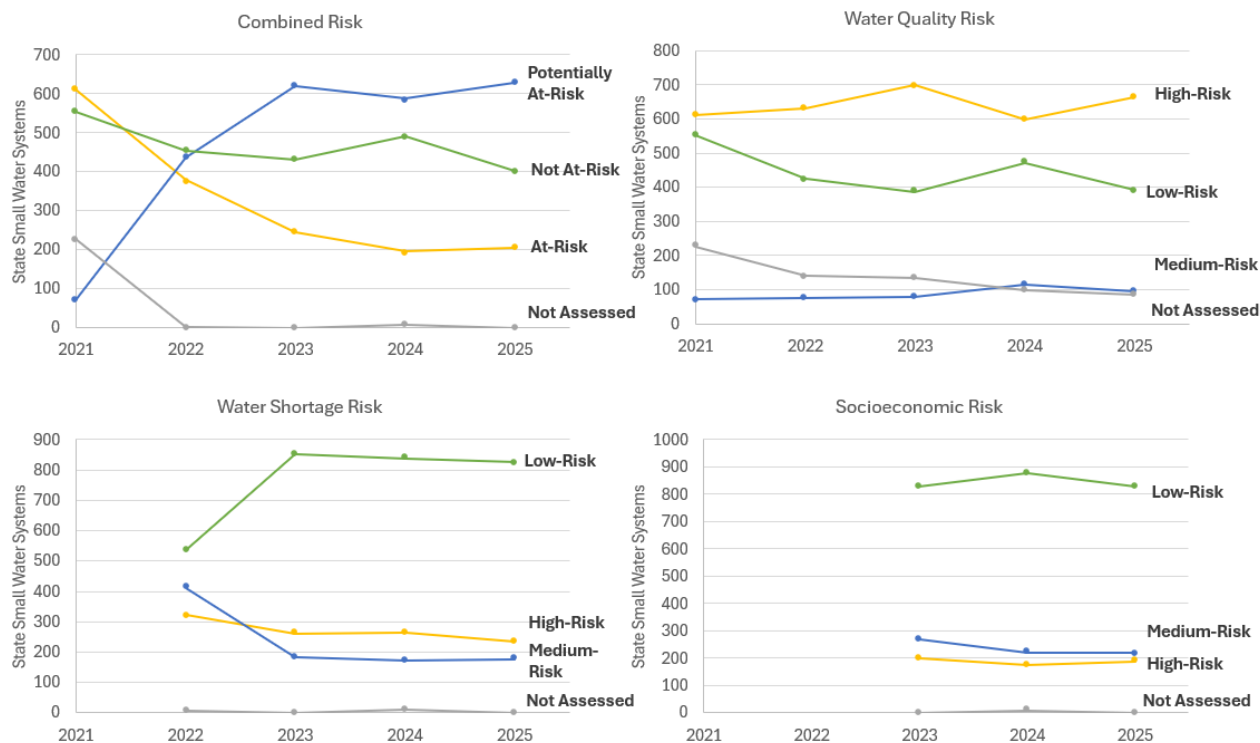 Combined Risk
State Small Water Systems
700
600
500
400
300
200
100
0
2021 2022 2023 2024 2025
Potentially
At-Risk
Not At-Risk
At-Risk
Not Assessed
Water Quality Risk
State Small Water Systems
800
700
600
500
400
300
200
100
0
2021 2022 2023 2024 2025
High-Risk
Low-Risk
Medium-Risk
Not Assessed
Water Shortage Risk
State Small Water Systems
900
800
700
600
500
400
300
200
100
0
2021 2022 2023 2024 2025
Low-Risk
High-Risk
Medium-
Risk
Not Assessed
Socioeconomic Risk
State Small Water Systems
1000
900
800
700
600
500
400
300
200
100
0
2021 2022 2023 2024 2025
Low-Risk
Medium-Risk
High-Risk
Not Assessed